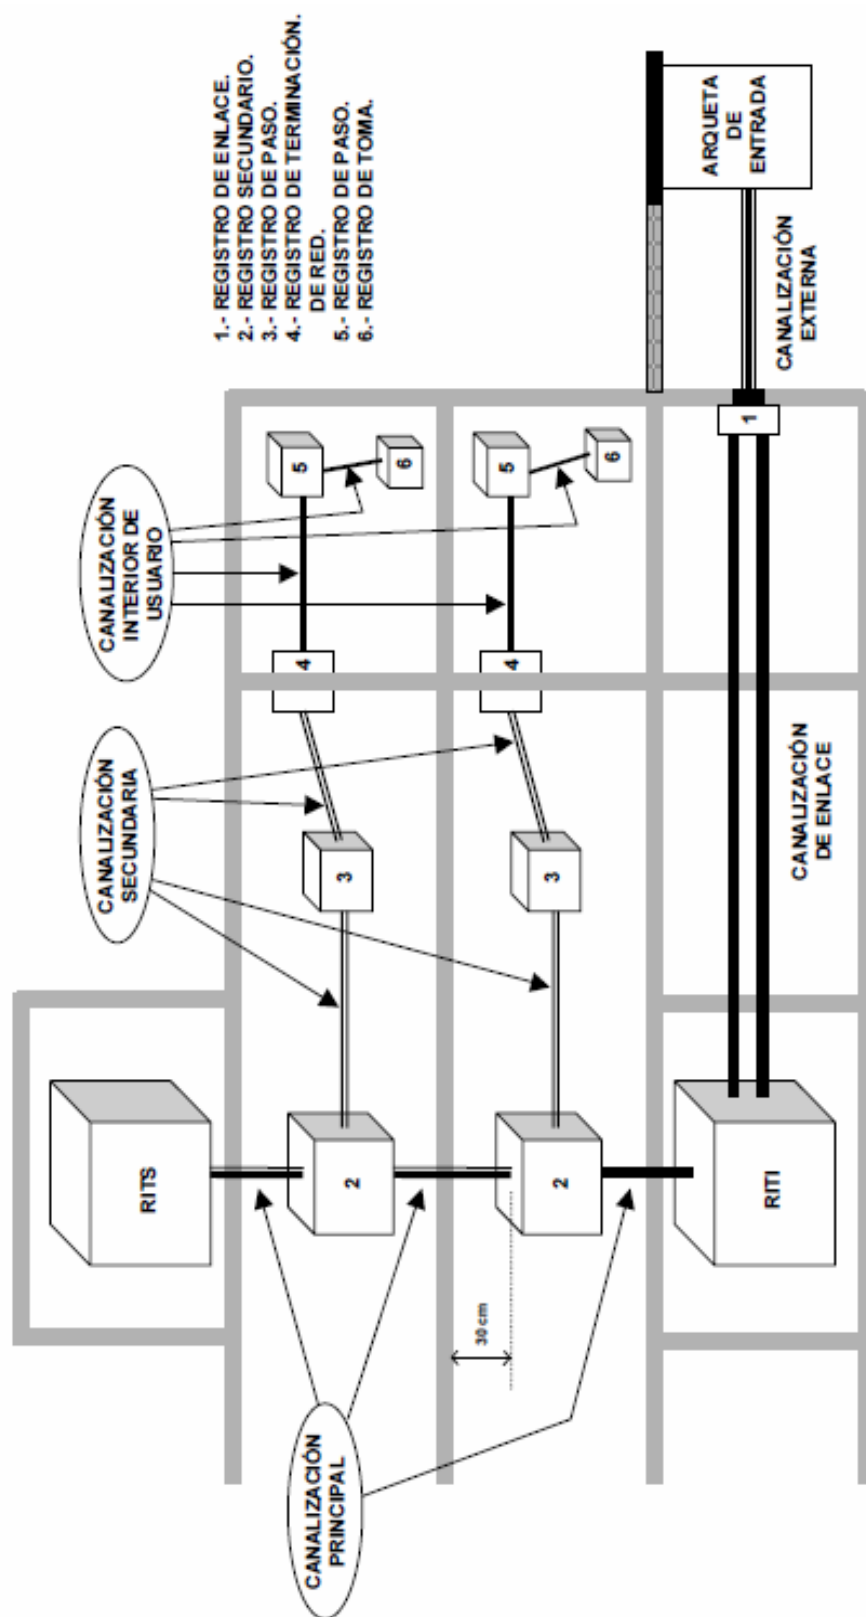 1.- REGISTRO DE ENLACE.
2.- REGISTRO SECUNDARIO.
3.- REGISTRO DE PASO.
4.- REGISTRO DE TERMINACIÓN.
DE RED.
5.- REGISTRO DE PASO.
6.- REGISTRO DE TOMA.
CANALIZACIÓN
INTERIOR DE
USUARIO
CANALIZACIÓN
SECUNDARIA
CANALIZACIÓN
PRINCIPAL
RITS
2
3
4
5
6
30 cm
2
3
4
5
6
RITI
CANALIZACIÓN
DE ENLACE
1
CANALIZACIÓN
EXTERNA
ARQUETA
DE
ENTRADA